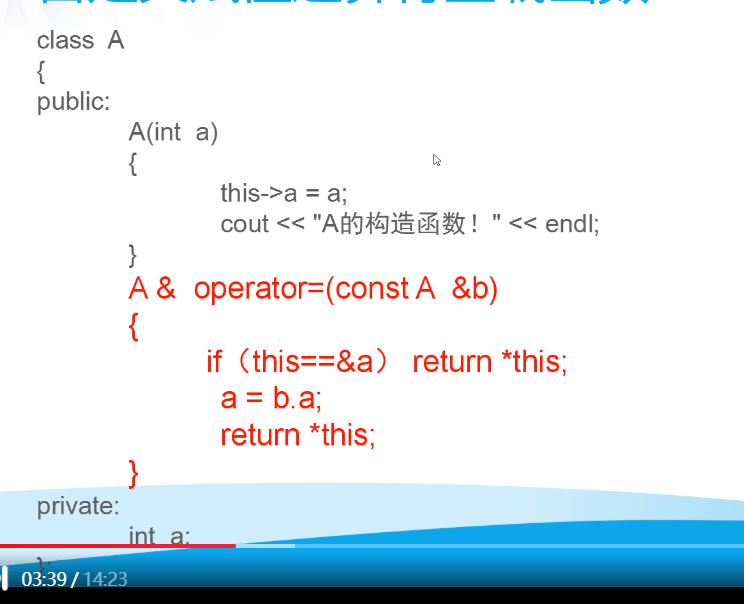 class A
{
public:
A(int a)
{
this->a = a;
cout << "A的构造函数！" << endl;
}
A & operator=(const A &b)
{
if（this==&a） return *this;
a = b.a;
return *this;
}
private:
int a;
};
03:39 / 14:23